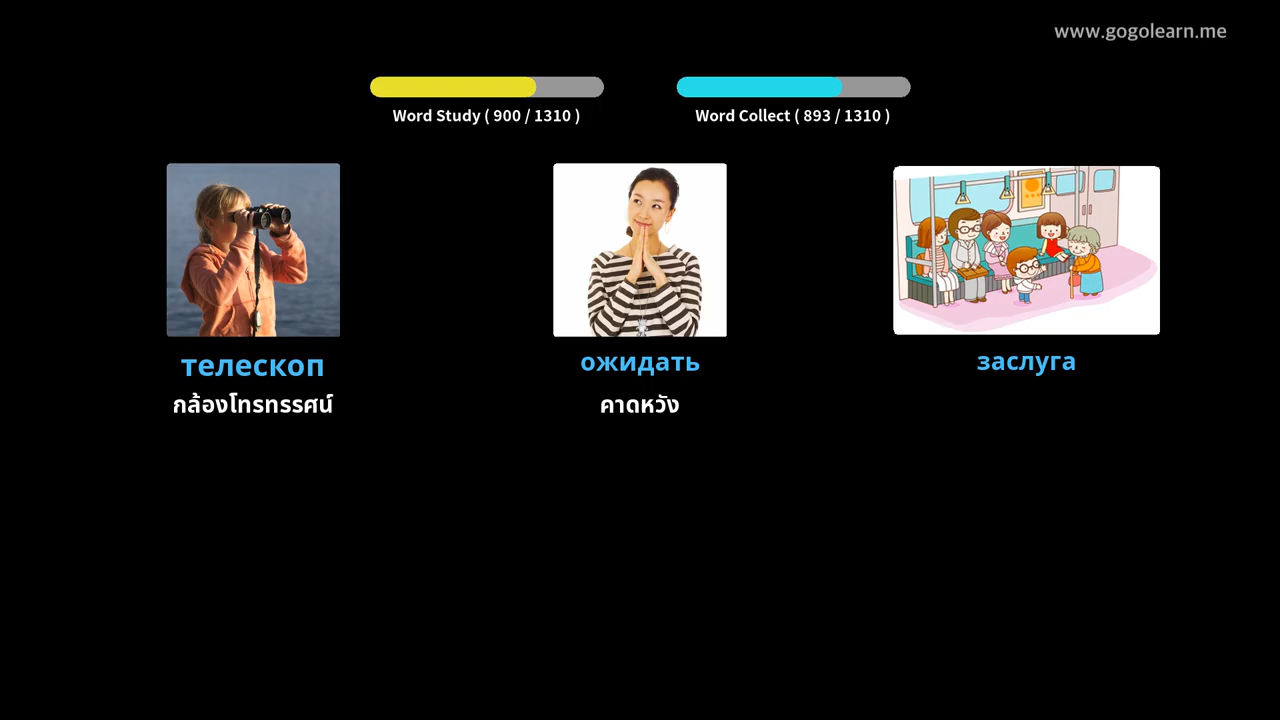 www.gogolearn.me
Word Study ( 900 / 1310 )
Word Collect ( 893 / 1310 )
телескоп
กล้องโทรทรรศน์
ожидать
คาดหวัง
заслуга